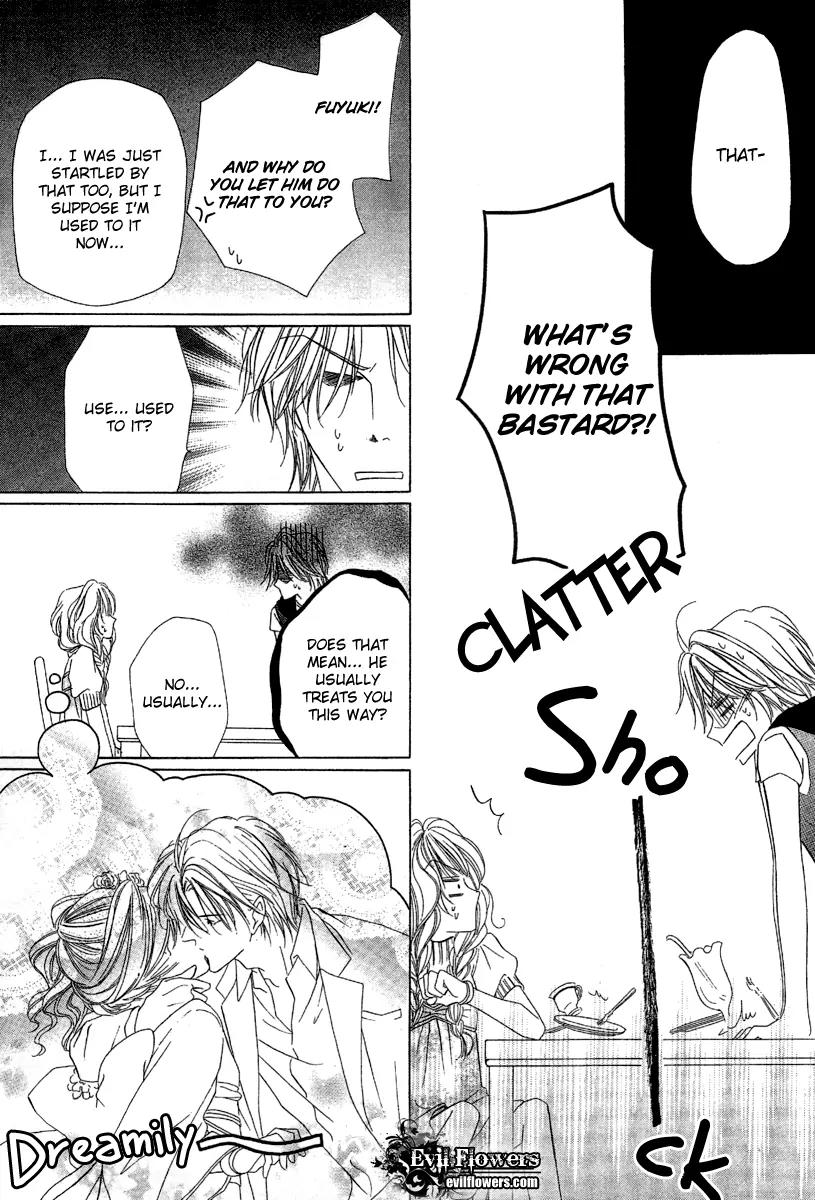 THAT-
WHAT'S
WRONG
WITH THAT
BASTARD?!
CLATTER
Sho
ck
FUYUKI!
AND WHY DO
YOU LET HIM DO
THAT TO YOU?
I... I WAS JUST
STARTLED BY
THAT TOO, BUT I
SUPPOSE I'M
USED TO IT
NOW...
USE... USED
TO IT?
DOES THAT
MEAN... HE
USUALLY
TREATS YOU
THIS WAY?
NO...
USUALLY...
Dreamily
Evil Flowers
evilflowers.com